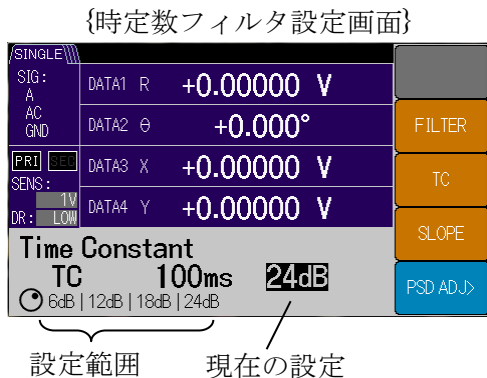 {時定数フィルタ設定画面}
SINGLE
SIG:
A
AC
GND
PRI SEC
SENS:
1V
DR: LOW
DATA1 R +0.00000 V
DATA2 θ +0.000°
DATA3 X +0.00000 V
DATA4 Y +0.00000 V
FILTER
TC
SLOPE
PSD ADJ>
Time Constant
TC 100ms 24dB
6dB | 12dB | 18dB | 24dB
設定範囲 現在の設定